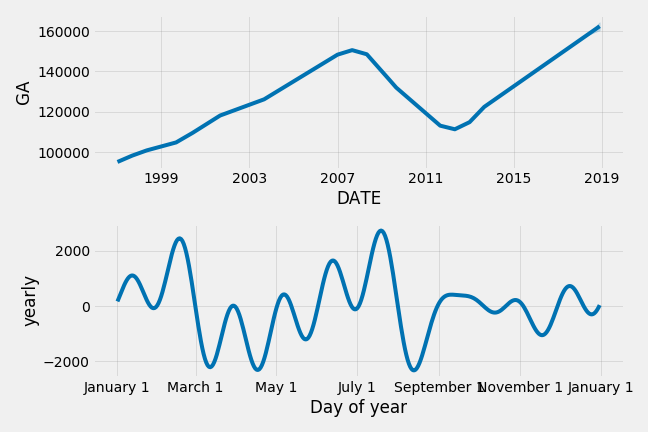 160000
140000
120000
100000
GA
1999 2003 2007 2011 2015 2019
DATE
2000
0
−2000
yearly
January 1 March 1 May 1 July 1 September 1 November 1 January 1
Day of year